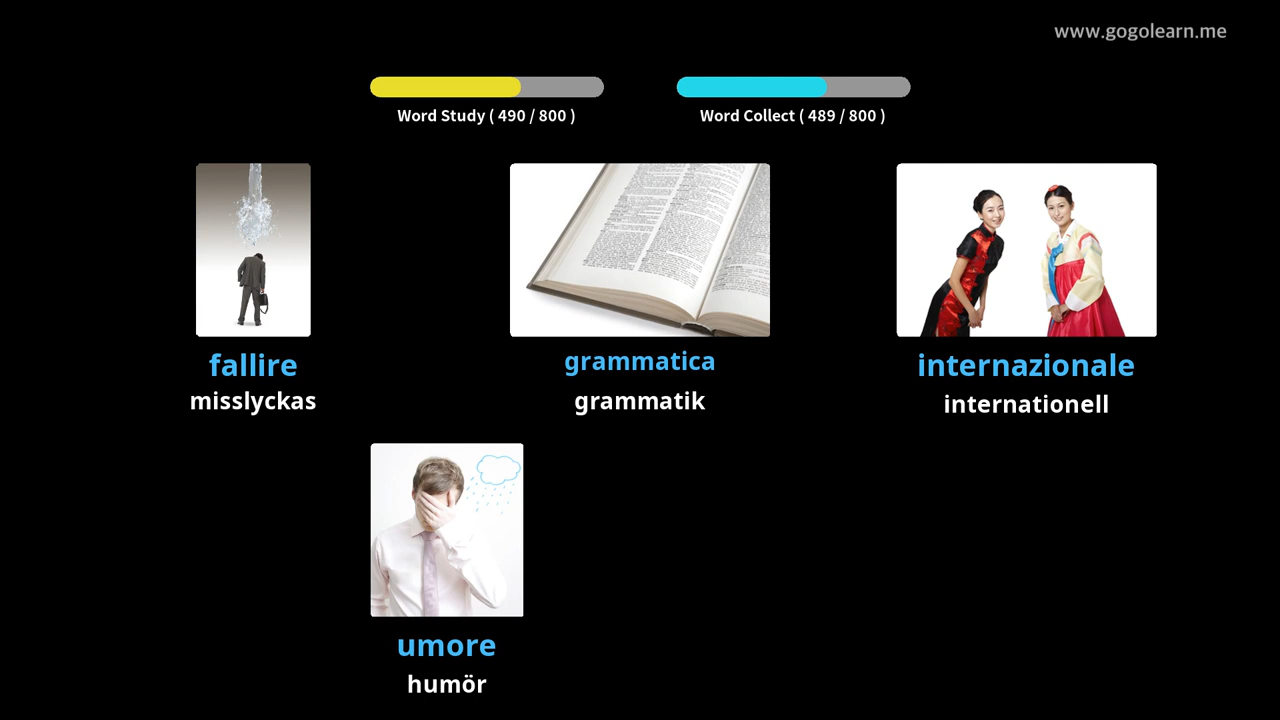 www.gogolearn.me
Word Study ( 490 / 800 )
Word Collect ( 489 / 800 )
fallire
misslyckas
grammatica
grammatik
internazionale
internationell
umore
humör